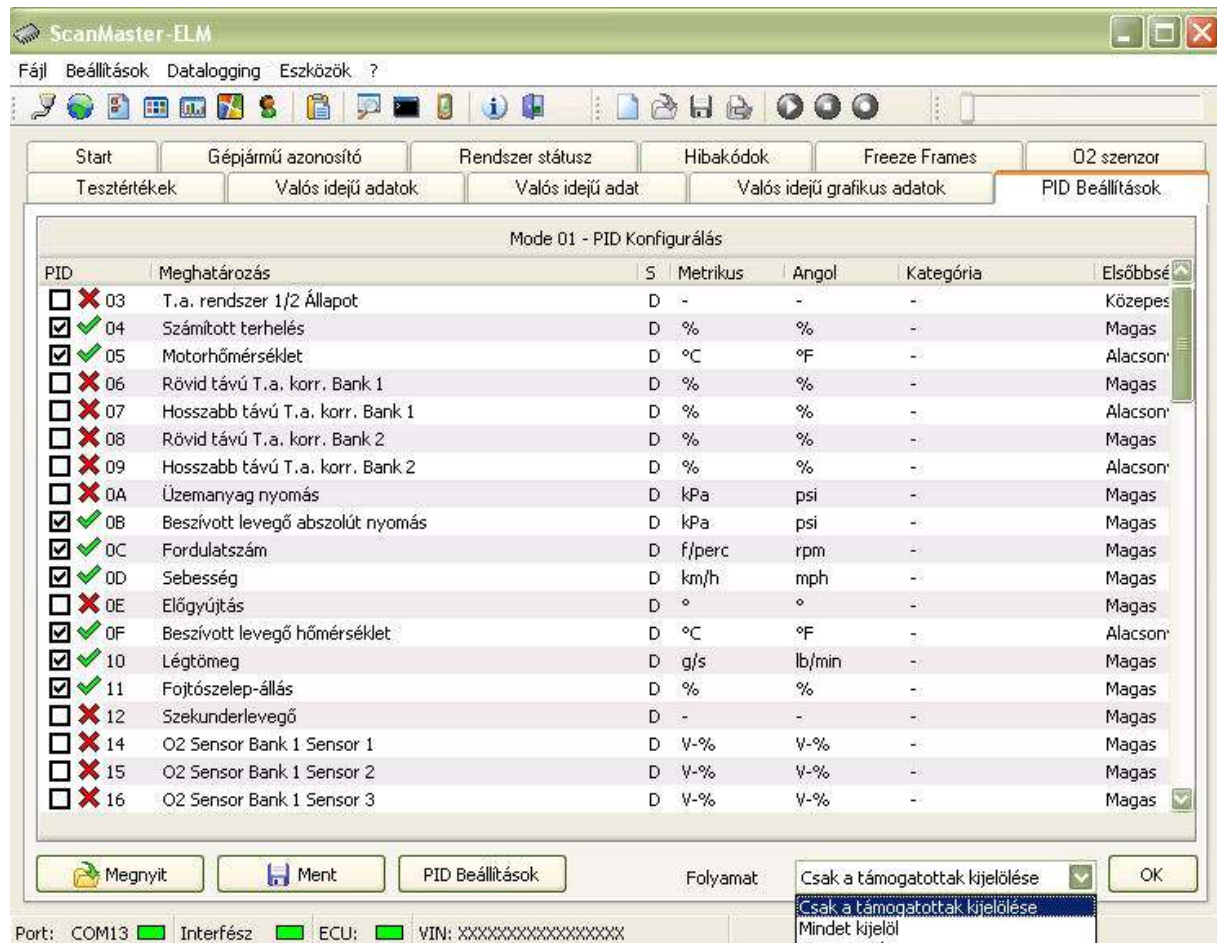 ScanMaster-ELM
Fájl Beállítások Datalogging Eszközök ?
Start Gépjármű azonosító Rendszer státusz Hibakódok Freeze Frames O2 szenzor
Tesztértékek Valós idejű adatok Valós idejű adat Valós idejű grafikus adatok PID Beállítások
Mode 01 - PID Konfigurálás
PID Meghatározás S Metrikus Angol Kategória Elsőbbsé
03 T.a. rendszer 1/2 Állapot D - - - Közepes
04 Számított terhelés D % % - Magas
05 Motorhőmérséklet D °C °F - Alacson
06 Rövid távú T.a. korr. Bank 1 D % % - Magas
07 Hosszabb távú T.a. korr. Bank 1 D % % - Alacson
08 Rövid távú T.a. korr. Bank 2 D % % - Magas
09 Hosszabb távú T.a. korr. Bank 2 D % % - Alacson
0A Üzemanyag nyomás D kPa psi - Magas
0B Beszívott levegő abszolút nyomás D kPa psi - Magas
0C Fordulatszám D f/perc rpm - Magas
0D Sebesség D km/h mph - Magas
0E Előgyújtás D ° ° - Magas
0F Beszívott levegő hőmérséklet D °C °F - Alacson
10 Légtömeg D g/s lb/min - Magas
11 Fojtószelep-állás D % % - Magas
12 Szekunderlevegő D - - - Magas
14 O2 Sensor Bank 1 Sensor 1 D V-% V-% - Magas
15 O2 Sensor Bank 1 Sensor 2 D V-% V-% - Magas
16 O2 Sensor Bank 1 Sensor 3 D V-% V-% - Magas
Megnyit Ment PID Beállítások Folyamat Csak a támogatottak kijelölése OK
Csak a támogatottak kijelölése
Mindet kijelöl
Port: COM13 Interfész ECU: VIN: XXXXXXXXXXXXXXXXX